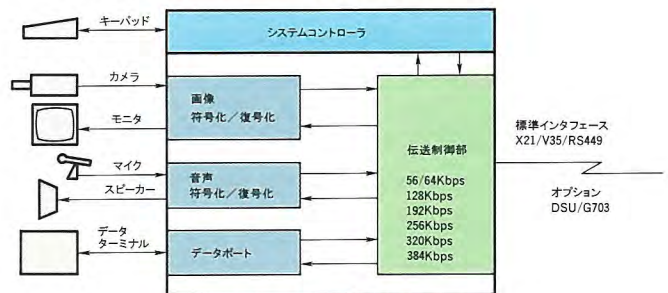 キーパッド
システムコントローラ
カメラ
画像
符号化／復号化
モニタ
マイク
音声
符号化／復号化
スピーカー
データ
ターミナル
データポート
伝送制御部
56/64Kbps
128Kbps
192Kbps
256Kbps
320Kbps
384Kbps
標準インタフェース
X21/V35/RS449
オプション
DSU/G703